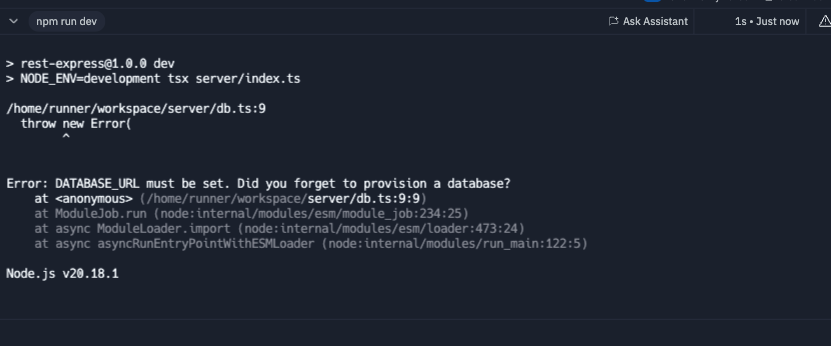 npm run dev
Ask Assistant
1s • Just now
> rest-express@1.0.0 dev
> NODE_ENV=development tsx server/index.ts
/home/runner/workspace/server/db.ts:9
throw new Error(
^
Error: DATABASE_URL must be set. Did you forget to provision a database?
at <anonymous> (/home/runner/workspace/server/db.ts:9:9)
at ModuleJob.run (node:internal/modules/esm/module_job:234:25)
at async ModuleLoader.import (node:internal/modules/esm/loader:473:24)
at async asyncRunEntryPointWithESMLoader (node:internal/modules/run_main:122:5)
Node.js v20.18.1